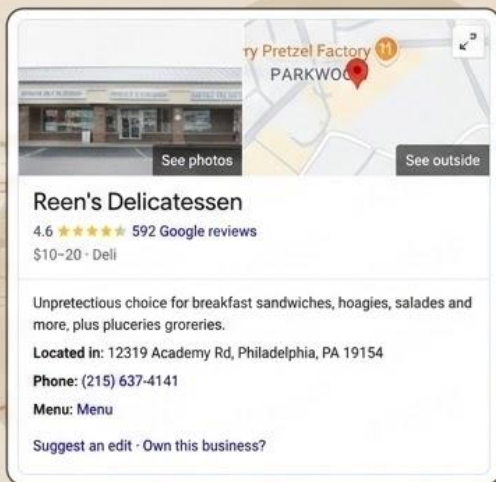 ry Pretzel Factory 11
PARKWOO
See photos
See outside
Reen's Delicatessen
4.6 ★★★★★ 592 Google reviews
$10-20 · Deli
Unpretectious choice for breakfast sandwiches, hoagies, salades and
more, plus pluceries groreries.
Located in: 12319 Academy Rd, Philadelphia, PA 19154
Phone: (215) 637-4141
Menu: Menu
Suggest an edit · Own this business?